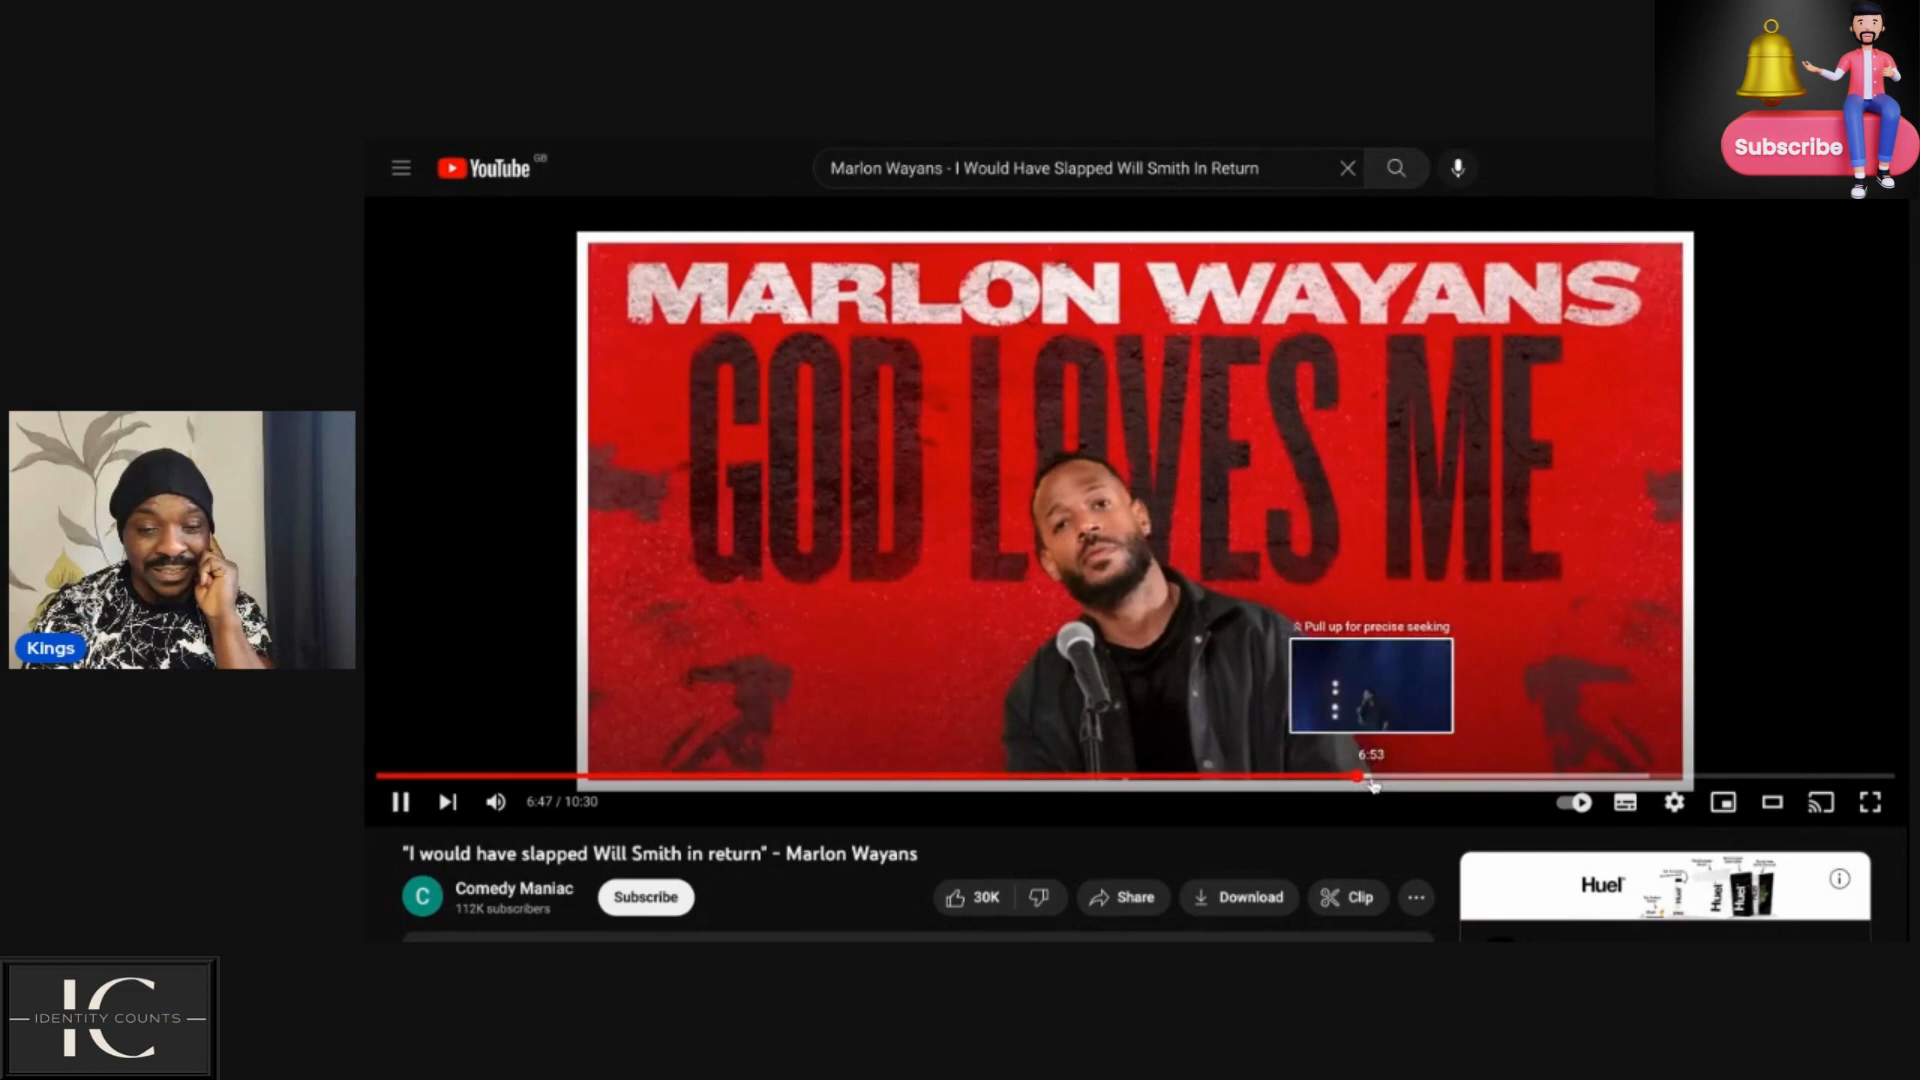 Subscribe
YouTube GB
Marlon Wayans - I Would Have Slapped Will Smith In Return
MARLON WAYANS
GOD LOVES ME
Pull up for precise seeking
6:53
6:47 / 10:30
Kings
"I would have slapped Will Smith in return" - Marlon Wayans
C
Comedy Maniac
112K subscribers
Subscribe
30K
Share
Download
Clip
Huel
Huel
Huel
IC
IDENTITY COUNTS